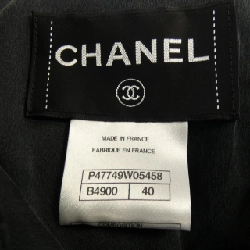 CHANEL
MADE IN FRANCE
FABRIQUE EN FRANCE
P47749W05458
B4900 40